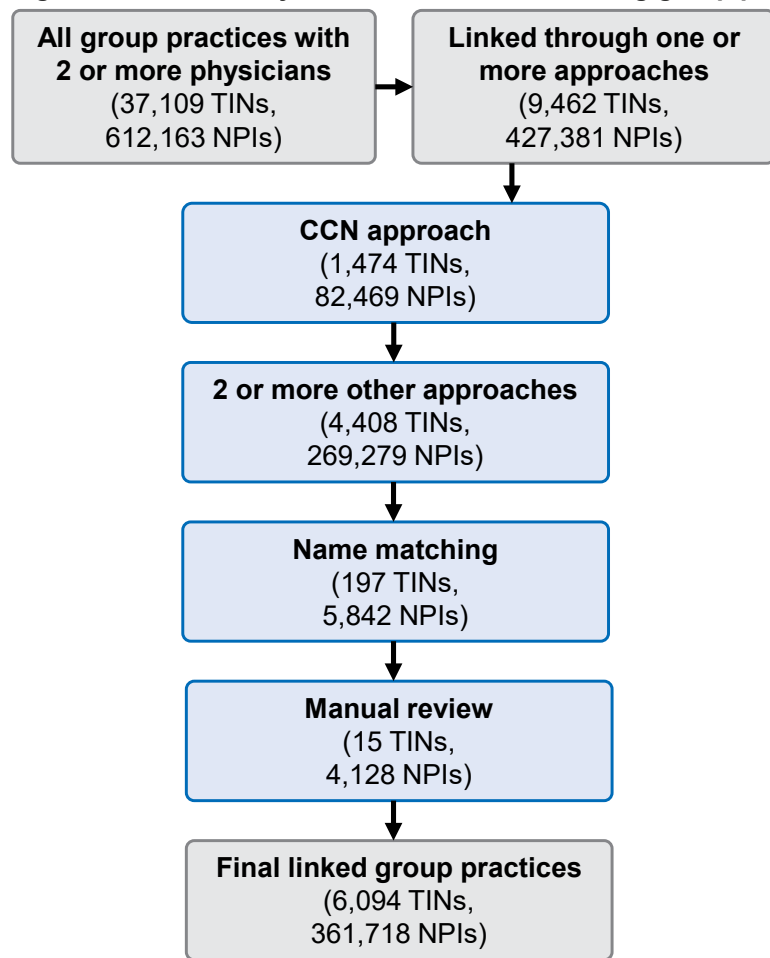 All group practices with
2 or more physicians
(37,109 TINs,
612,163 NPIs)
Linked through one or
more approaches
(9,462 TINs,
427,381 NPIs)
CCN approach
(1,474 TINs,
82,469 NPIs)
2 or more other approaches
(4,408 TINs,
269,279 NPIs)
Name matching
(197 TINs,
5,842 NPIs)
Manual review
(15 TINs,
4,128 NPIs)
Final linked group practices
(6,094 TINs,
361,718 NPIs)